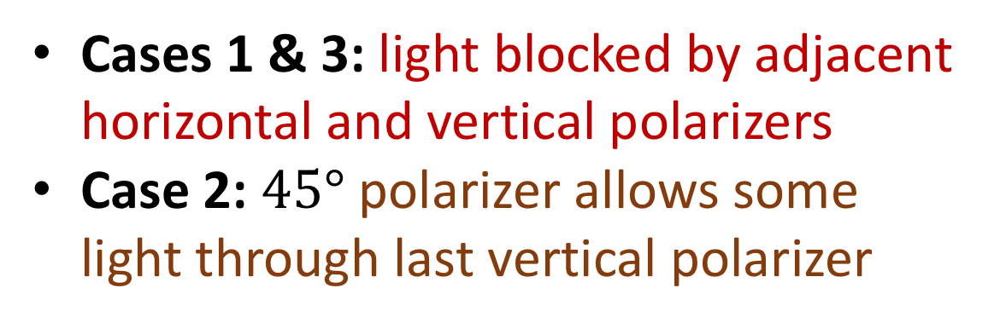 • Cases 1 & 3: light blocked by adjacent
horizontal and vertical polarizers
• Case 2: 45° polarizer allows some
light through last vertical polarizer